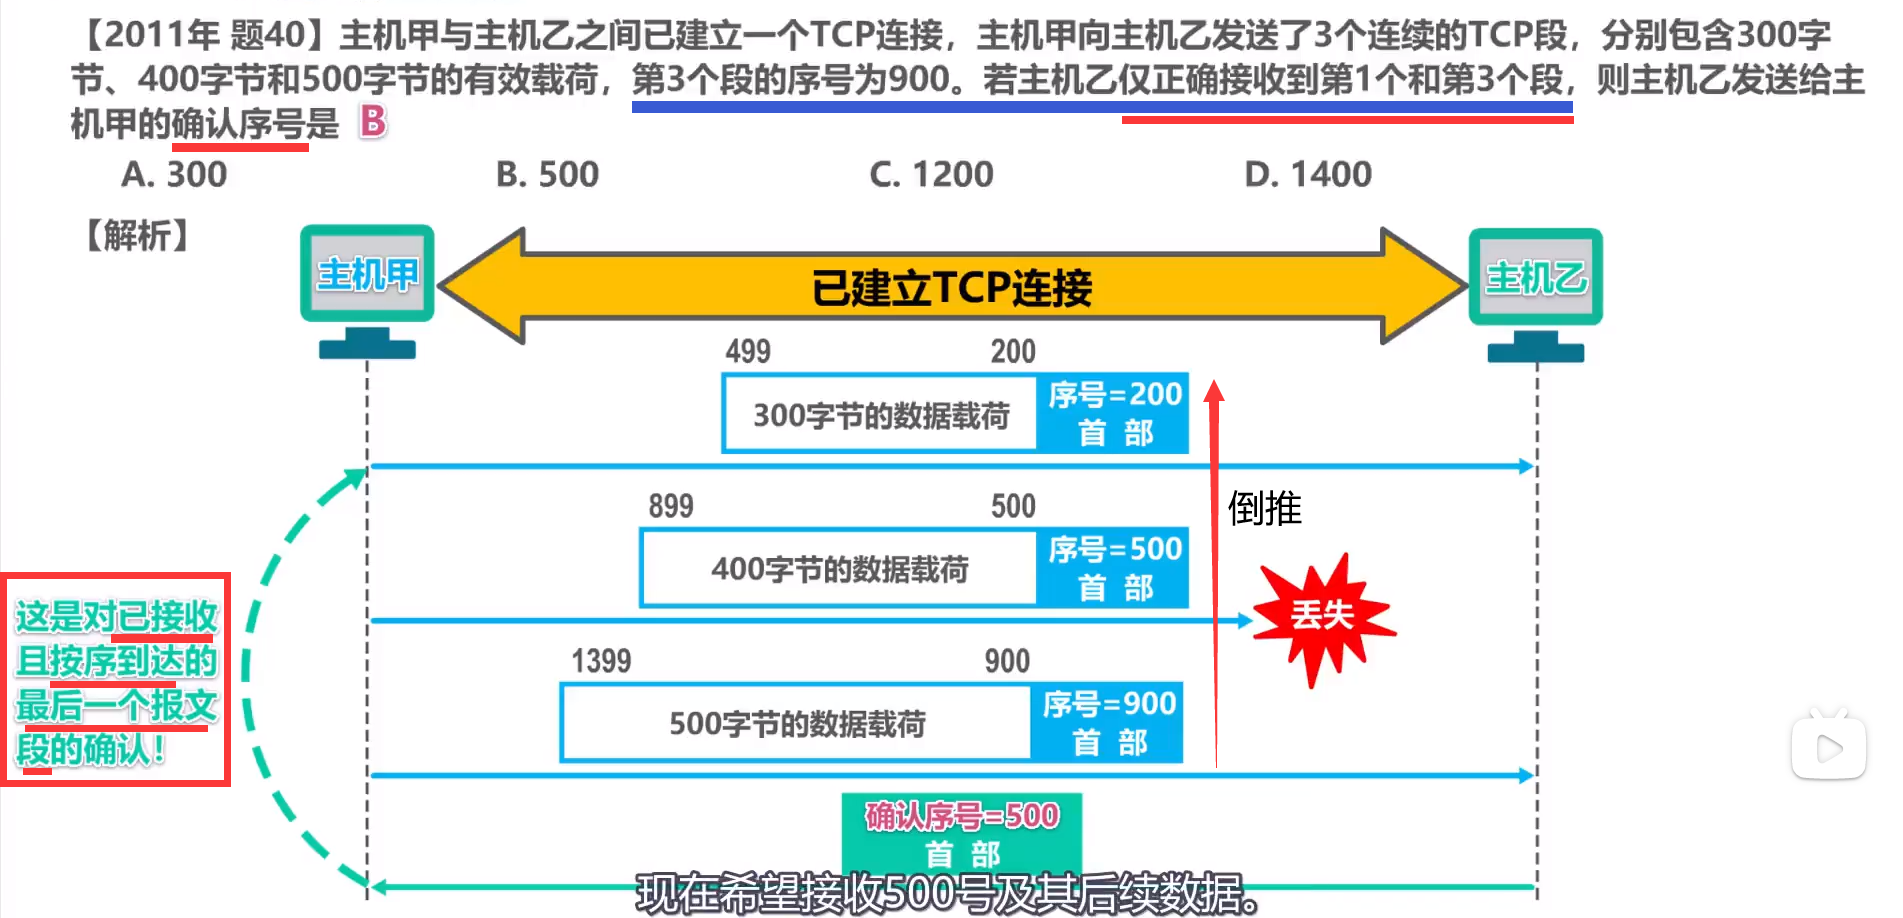 【2011年 题40】主机甲与主机乙之间已建立一个TCP连接，主机甲向主机乙发送了3个连续的TCP段，分别包含300字
节、400字节和500字节的有效载荷，第3个段的序号为900。若主机乙仅正确接收到第1个和第3个段，则主机乙发送给主
机甲的确认序号是 B
A. 300 B. 500 C. 1200 D. 1400
【解析】
主机甲
已建立TCP连接
主机乙
499 200
300字节的数据载荷
序号=200
首 部
899 500
倒推
400字节的数据载荷
序号=500
首 部
丢失
这是对已接收
且按序到达的
最后一个报文
段的确认！
1399 900
500字节的数据载荷
序号=900
首 部
确认序号=500
首 部
现在希望接收500号及其后续数据。